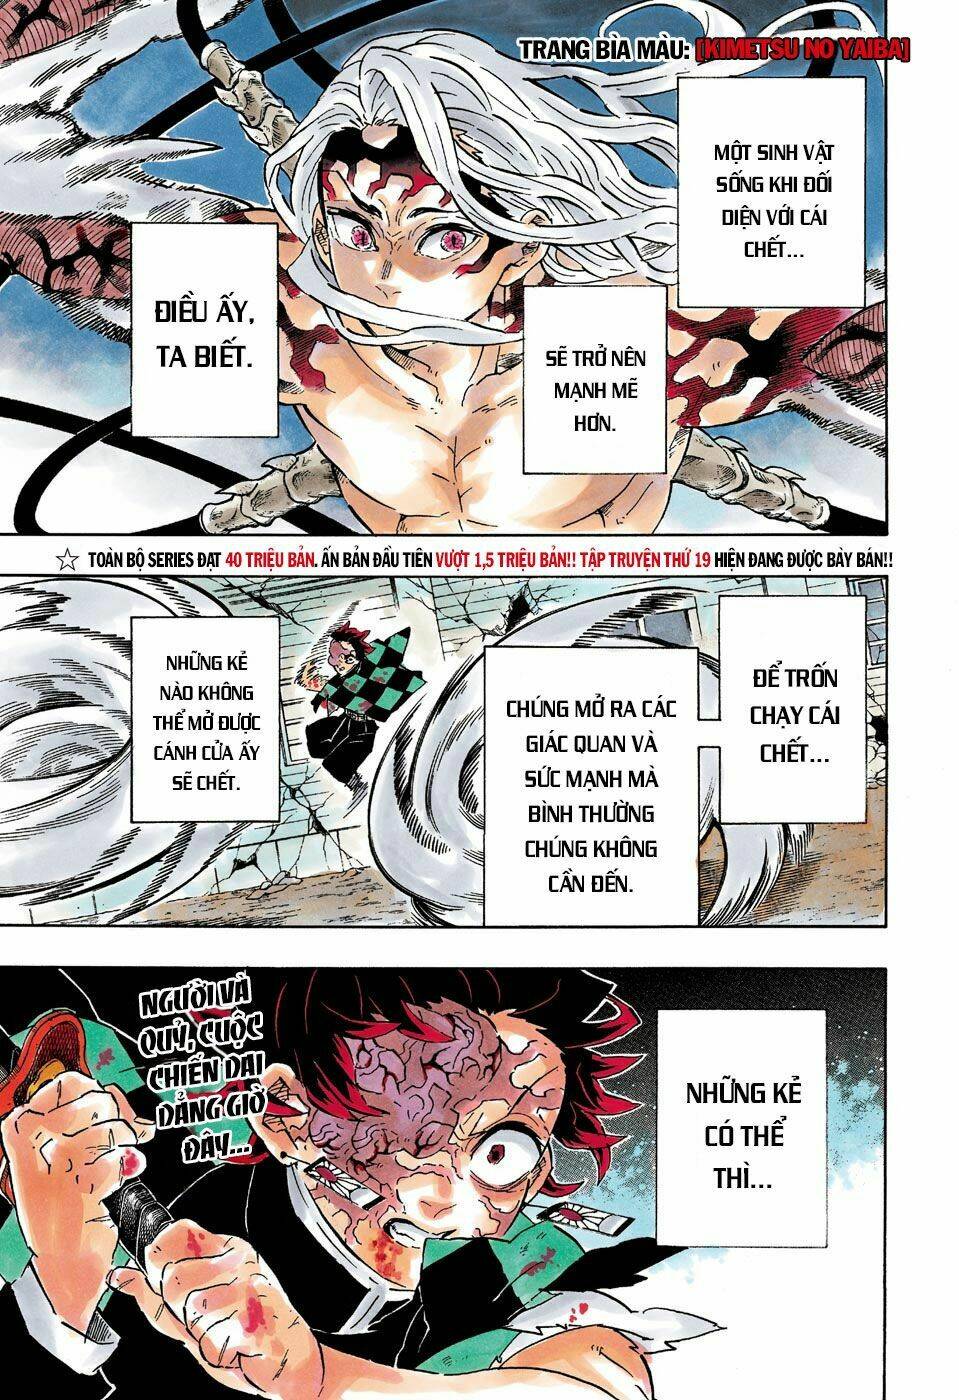 TRANG BÌA MÀU: [KIMETSU NO YAIBA]
MỘT SINH VẬT
SỐNG KHI ĐỐI
DIỆN VỚI CÁI
CHẾT...
SẼ TRỞ NÊN
MẠNH MẼ
HƠN.
ĐIỀU ẤY,
TA BIẾT.
☆ TOÀN BỘ SERIES ĐẠT 40 TRIỆU BẢN. ẤN BẢN ĐẦU TIÊN VƯỢT 1,5 TRIỆU BẢN!! TẬP TRUYỆN THỨ 19 HIỆN ĐANG ĐƯỢC BÀY BÁN!!
ĐỂ TRỐN
CHẠY CÁI
CHẾT...
CHÚNG MỞ RA CÁC
GIÁC QUAN VÀ
SỨC MẠNH MÀ
BÌNH THƯỜNG
CHÚNG KHÔNG
CẦN ĐẾN.
NHỮNG KẺ
NÀO KHÔNG
THỂ MỞ ĐƯỢC
CÁNH CỬA ẤY
SẼ CHẾT.
NHỮNG KẺ
CÓ THỂ
THÌ...
NGƯỜI VÀ
QUỶ, CUỘC
CHIẾN DAI
DẲNG GIỜ
ĐÂY...